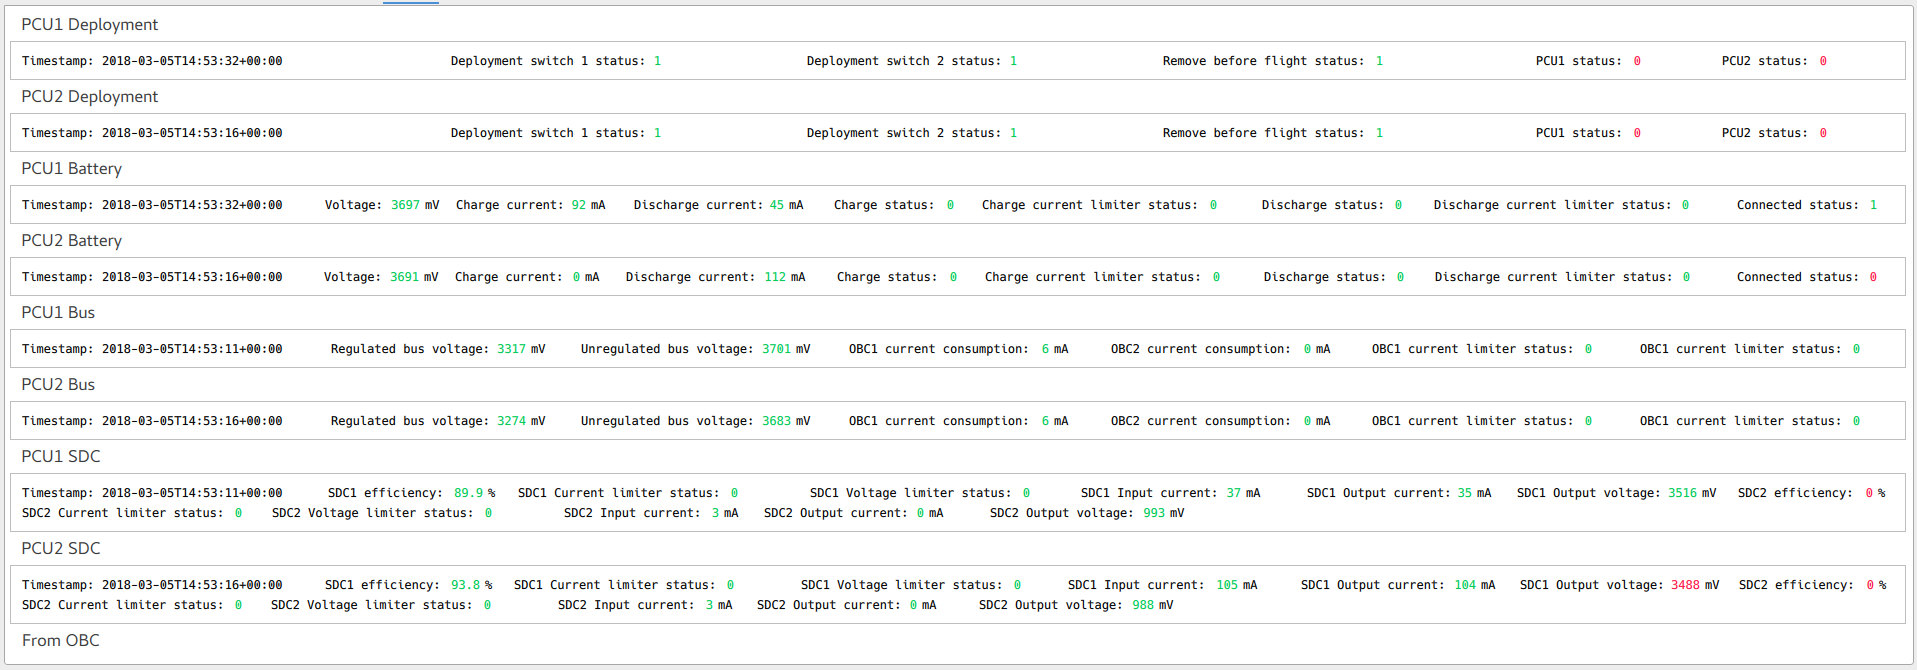 PCU1 Deployment
Timestamp: 2018-03-05T14:53:32+00:00 Deployment switch 1 status: 1 Deployment switch 2 status: 1 Remove before flight status: 1 PCU1 status: 0 PCU2 status: 0
PCU2 Deployment
Timestamp: 2018-03-05T14:53:16+00:00 Deployment switch 1 status: 1 Deployment switch 2 status: 1 Remove before flight status: 1 PCU1 status: 0 PCU2 status: 0
PCU1 Battery
Timestamp: 2018-03-05T14:53:32+00:00 Voltage: 3697 mV Charge current: 92 mA Discharge current: 45 mA Charge status: 0 Charge current limiter status: 0 Discharge status: 0 Discharge current limiter status: 0 Connected status: 1
PCU2 Battery
Timestamp: 2018-03-05T14:53:16+00:00 Voltage: 3691 mV Charge current: 0 mA Discharge current: 112 mA Charge status: 0 Charge current limiter status: 0 Discharge status: 0 Discharge current limiter status: 0 Connected status: 0
PCU1 Bus
Timestamp: 2018-03-05T14:53:11+00:00 Regulated bus voltage: 3317 mV Unregulated bus voltage: 3701 mV OBC1 current consumption: 6 mA OBC2 current consumption: 0 mA OBC1 current limiter status: 0 OBC1 current limiter status: 0
PCU2 Bus
Timestamp: 2018-03-05T14:53:16+00:00 Regulated bus voltage: 3274 mV Unregulated bus voltage: 3683 mV OBC1 current consumption: 6 mA OBC2 current consumption: 0 mA OBC1 current limiter status: 0 OBC1 current limiter status: 0
PCU1 SDC
Timestamp: 2018-03-05T14:53:11+00:00 SDC1 efficiency: 89.9 % SDC1 Current limiter status: 0 SDC1 Voltage limiter status: 0 SDC1 Input current: 37 mA SDC1 Output current: 35 mA SDC1 Output voltage: 3516 mV SDC2 efficiency: 0 %
SDC2 Current limiter status: 0 SDC2 Voltage limiter status: 0 SDC2 Input current: 3 mA SDC2 Output current: 0 mA SDC2 Output voltage: 993 mV
PCU2 SDC
Timestamp: 2018-03-05T14:53:16+00:00 SDC1 efficiency: 93.8 % SDC1 Current limiter status: 0 SDC1 Voltage limiter status: 0 SDC1 Input current: 105 mA SDC1 Output current: 104 mA SDC1 Output voltage: 3488 mV SDC2 efficiency: 0 %
SDC2 Current limiter status: 0 SDC2 Voltage limiter status: 0 SDC2 Input current: 3 mA SDC2 Output current: 0 mA SDC2 Output voltage: 988 mV
From OBC